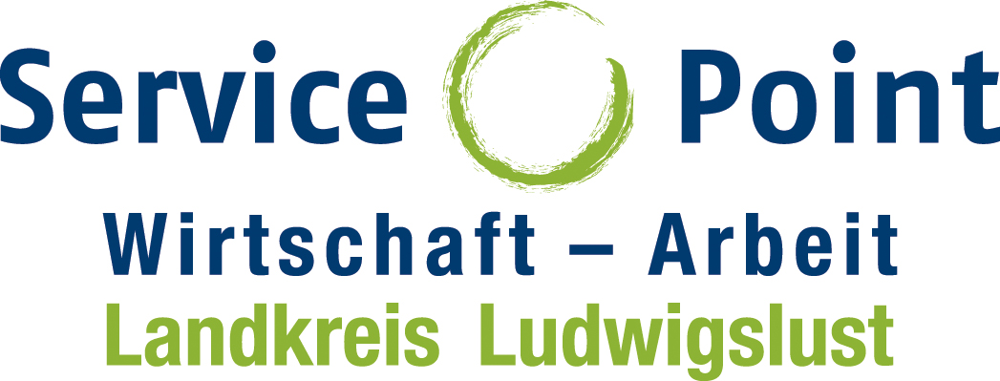 Service Point
Wirtschaft – Arbeit
Landkreis Ludwigslust